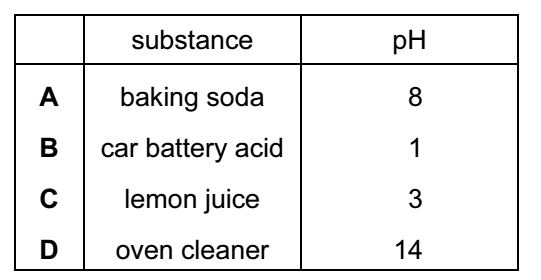 substance pH
A baking soda 8
B car battery acid 1
C lemon juice 3
D oven cleaner 14